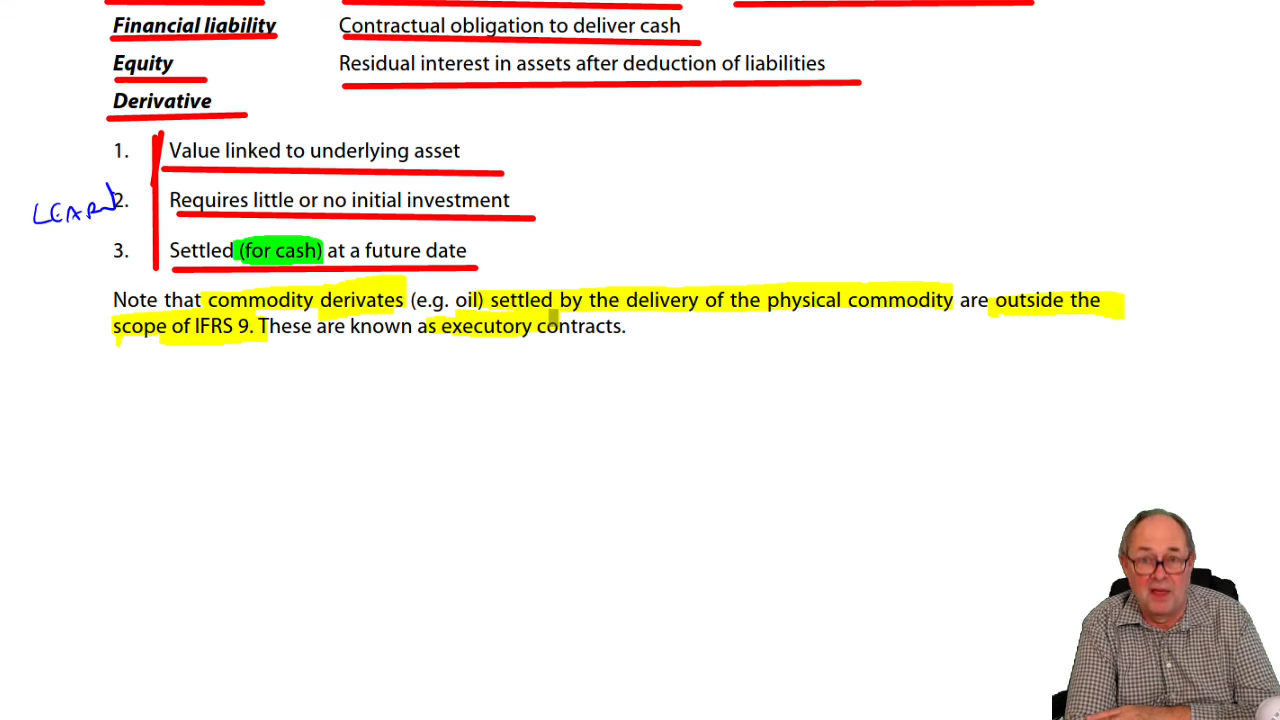 Financial liability Contractual obligation to deliver cash
Equity Residual interest in assets after deduction of liabilities
Derivative
1. Value linked to underlying asset
LEARN 2. Requires little or no initial investment
3. Settled (for cash) at a future date
Note that commodity derivates (e.g. oil) settled by the delivery of the physical commodity are outside the
scope of IFRS 9. These are known as executory contracts.